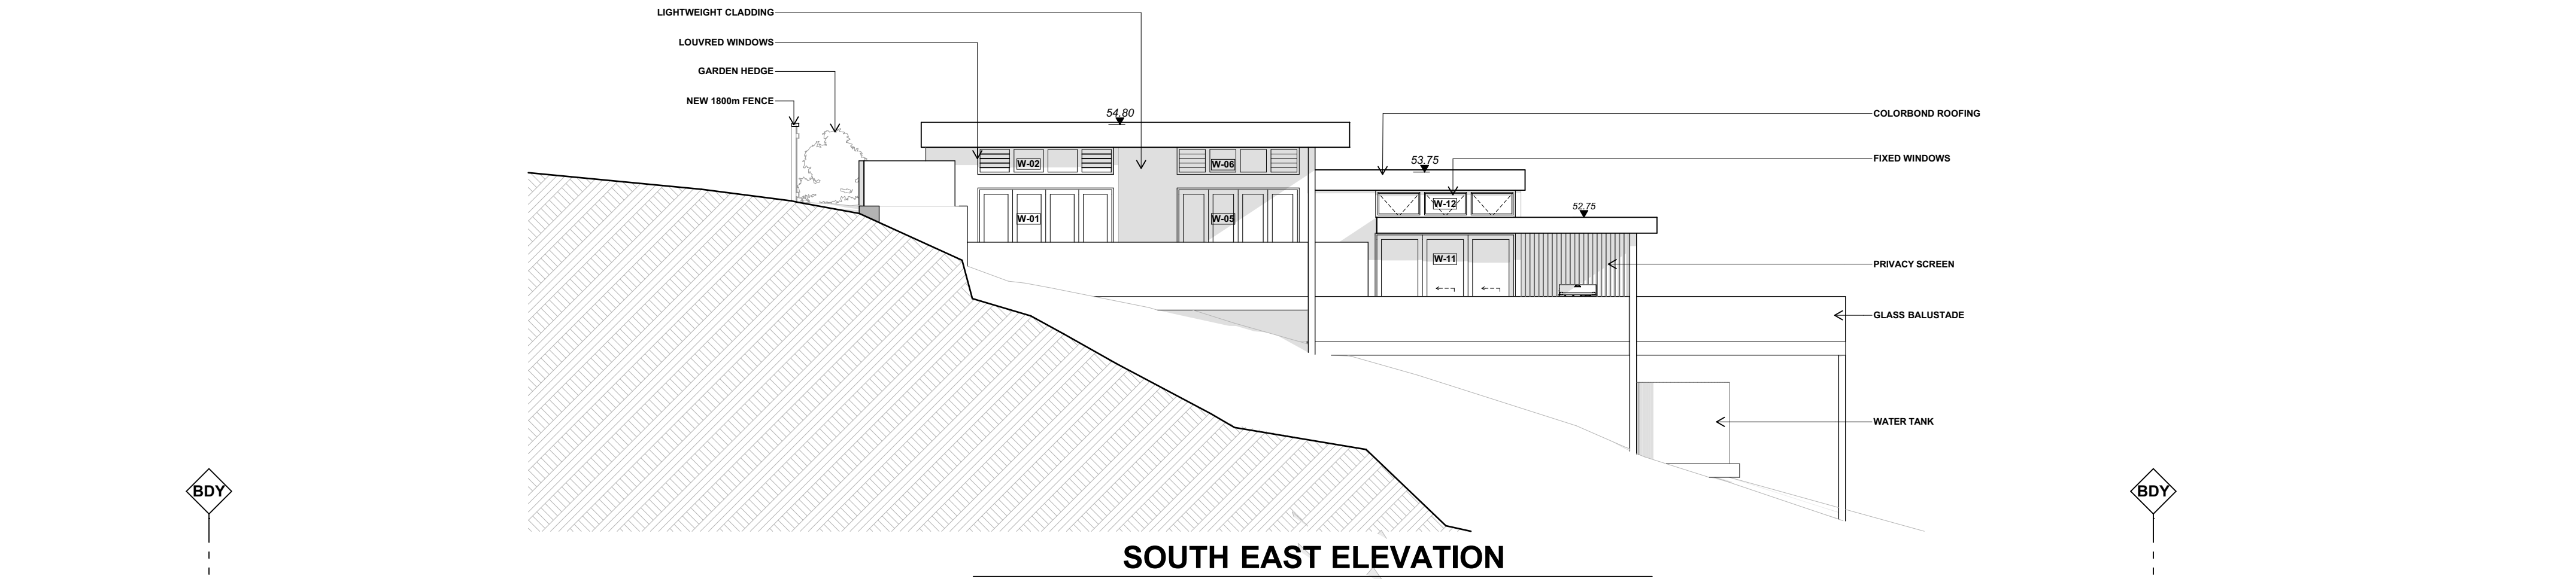 LIGHTWEIGHT CLADDING
LOUVRED WINDOWS
GARDEN HEDGE
NEW 1800m FENCE
54.80
COLORBOND ROOFING
53.75
FIXED WINDOWS
W-02
W-06
W-12
52.75
W-01
W-05
W-11
PRIVACY SCREEN
GLASS BALUSTADE
WATER TANK
BDY
BDY
SOUTH EAST ELEVATION